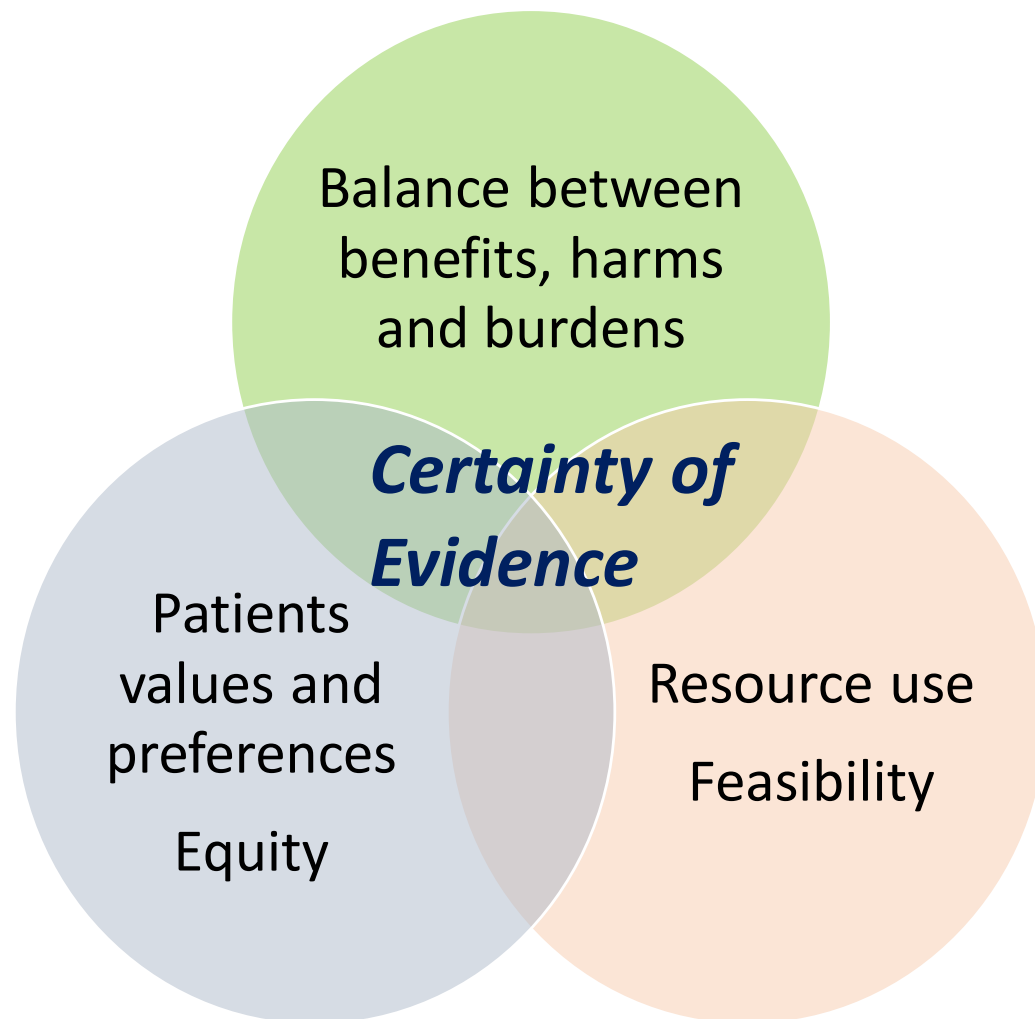 Balance between
benefits, harms
and burdens
Certainty of
Evidence
Patients
values and
preferences
Equity
Resource use
Feasibility